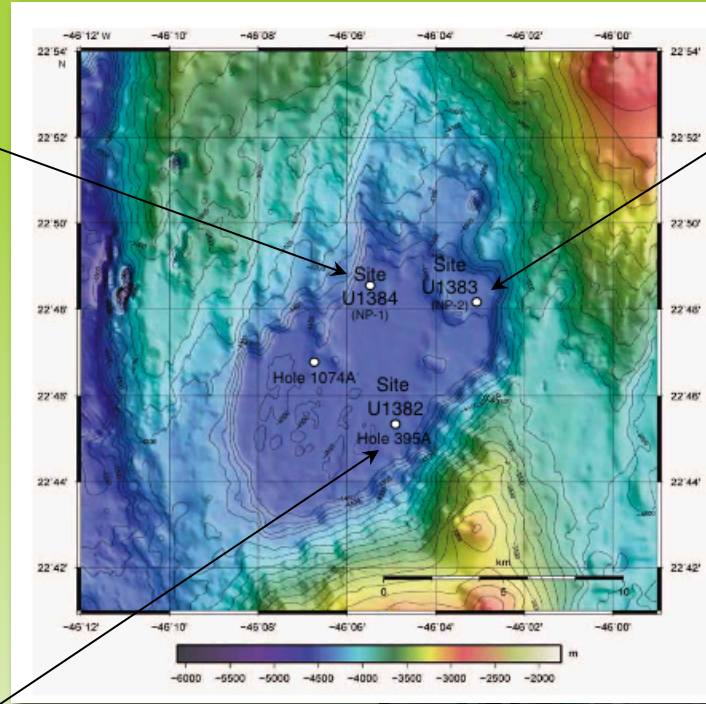 −46˚12' W −46˚10' −46˚08' −46˚06' −46˚04' −46˚02' −46˚00'
22˚54' 22˚54'
N
22˚52' 22˚52'
22˚50' 22˚50'
Site
U1384
(NP-1)
Site
U1383
(NP-2)
22˚48' 22˚48'
Hole 1074A
22˚46' 22˚46'
Site
U1382
Hole 395A
22˚44' 22˚44'
22˚42' 22˚42'
km
0 5 10
−46˚12' −46˚10' −46˚08' −46˚06' −46˚04' −46˚02' −46˚00'
m
−6000 −5500 −5000 −4500 −4000 −3500 −3000 −2500 −2000